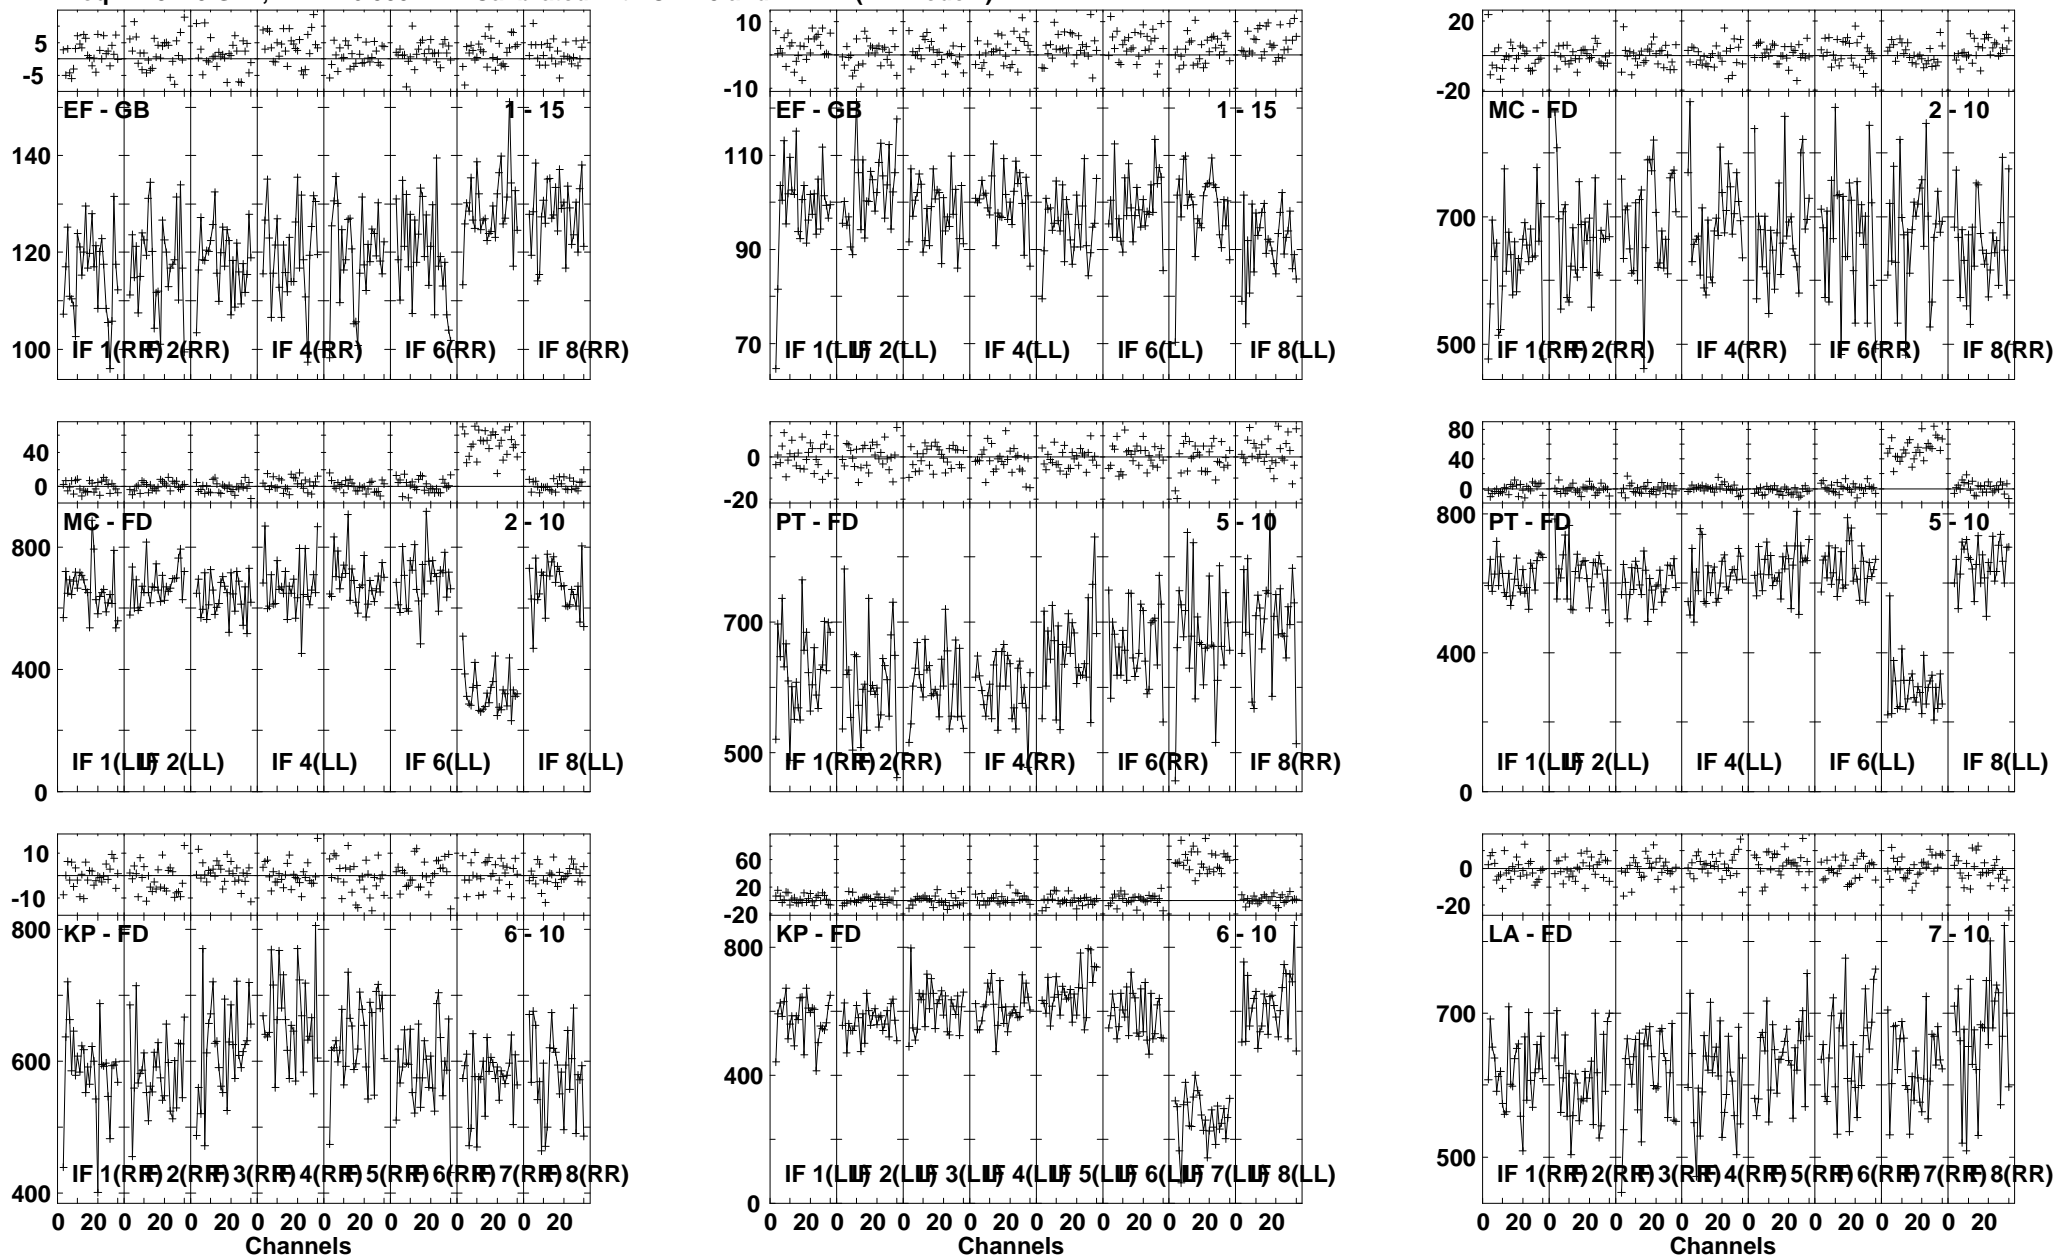 5
-5
EF - GB 1 - 15
140
120
100
IF 1(RR) IF 2(RR) IF 4(RR) IF 6(RR) IF 8(RR)
10
-10
EF - GB 1 - 15
110
90
70
IF 1(LL) IF 2(LL) IF 4(LL) IF 6(LL) IF 8(LL)
20
-20
MC - FD 2 - 10
700
500
IF 1(RR) IF 2(RR) IF 4(RR) IF 6(RR) IF 8(RR)
40
0
MC - FD 2 - 10
800
400
0
IF 1(LL) IF 2(LL) IF 4(LL) IF 6(LL) IF 8(LL)
0
-20
PT - FD 5 - 10
700
500
IF 1(RR) IF 2(RR) IF 4(RR) IF 6(RR) IF 8(RR)
80
40
0
PT - FD 5 - 10
800
400
0
IF 1(LL) IF 2(LL) IF 4(LL) IF 6(LL) IF 8(LL)
10
-10
KP - FD 6 - 10
800
600
400
IF 1(RR) IF 2(RR) IF 3(RR) IF 4(RR) IF 5(RR) IF 6(RR) IF 7(RR) IF 8(RR)
0 20 0 20 0 20 0 20 0 20 0 20 0 20 0 20
Channels
60
20
-20
KP - FD 6 - 10
800
400
0
IF 1(LL) IF 2(LL) IF 3(LL) IF 4(LL) IF 5(LL) IF 6(LL) IF 7(LL) IF 8(LL)
0 20 0 20 0 20 0 20 0 20 0 20 0 20 0 20
Channels
0
-20
LA - FD 7 - 10
700
500
IF 1(RR) IF 2(RR) IF 3(RR) IF 4(RR) IF 5(RR) IF 6(RR) IF 7(RR) IF 8(RR)
0 20 0 20 0 20 0 20 0 20 0 20 0 20 0 20
Channels